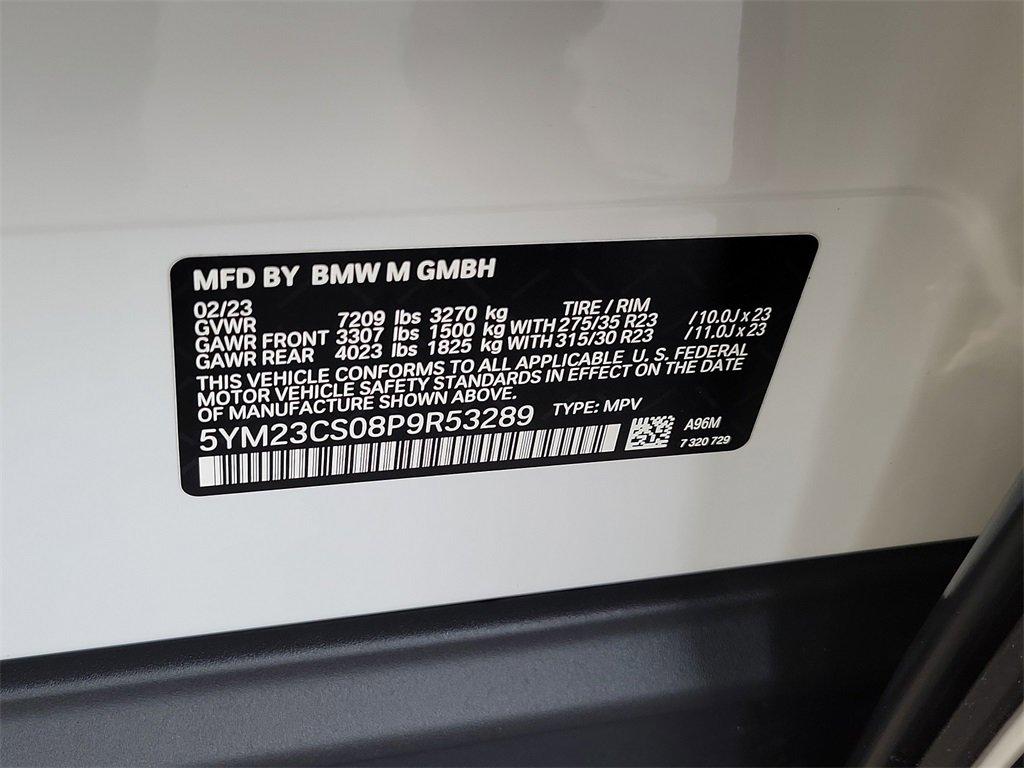 MFD BY BMW M GMBH
02/23 TIRE / RIM
GVWR 7209 lbs 3270 kg
GAWR FRONT 3307 lbs 1500 kg WITH 275/35 R23 /10.0J x 23
GAWR REAR 4023 lbs 1825 kg WITH 315/30 R23 /11.0J x 23
THIS VEHICLE CONFORMS TO ALL APPLICABLE U. S. FEDERAL
MOTOR VEHICLE SAFETY STANDARDS IN EFFECT ON THE DATE
OF MANUFACTURE SHOWN ABOVE.
5YM23CS08P9R53289 TYPE: MPV
A96M
7 320 729